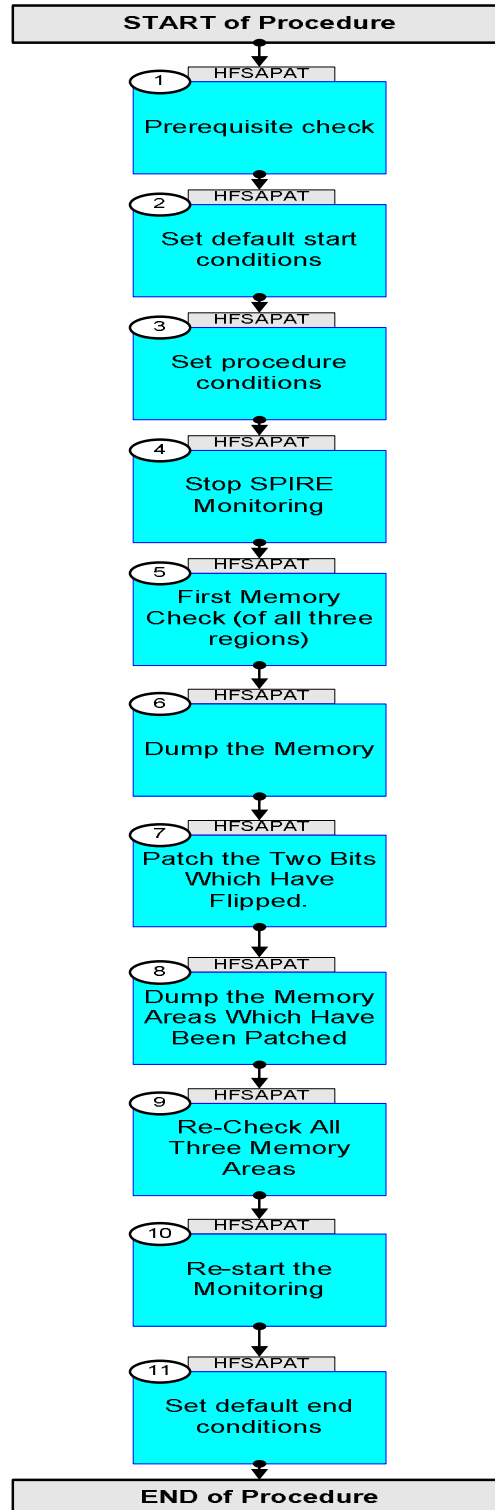 START of Procedure
HFSAPAT
1
Prerequisite check
HFSAPAT
2
Set default start
conditions
HFSAPAT
3
Set procedure
conditions
HFSAPAT
4
Stop SPIRE
Monitoring
HFSAPAT
5
First Memory
Check (of all three
regions)
HFSAPAT
6
Dump the Memory
HFSAPAT
7
Patch the Two Bits
Which Have
Flipped.
HFSAPAT
8
Dump the Memory
Areas Which Have
Been Patched
HFSAPAT
9
Re-Check All
Three Memory
Areas
HFSAPAT
10
Re-start the
Monitoring
HFSAPAT
11
Set default end
conditions
END of Procedure